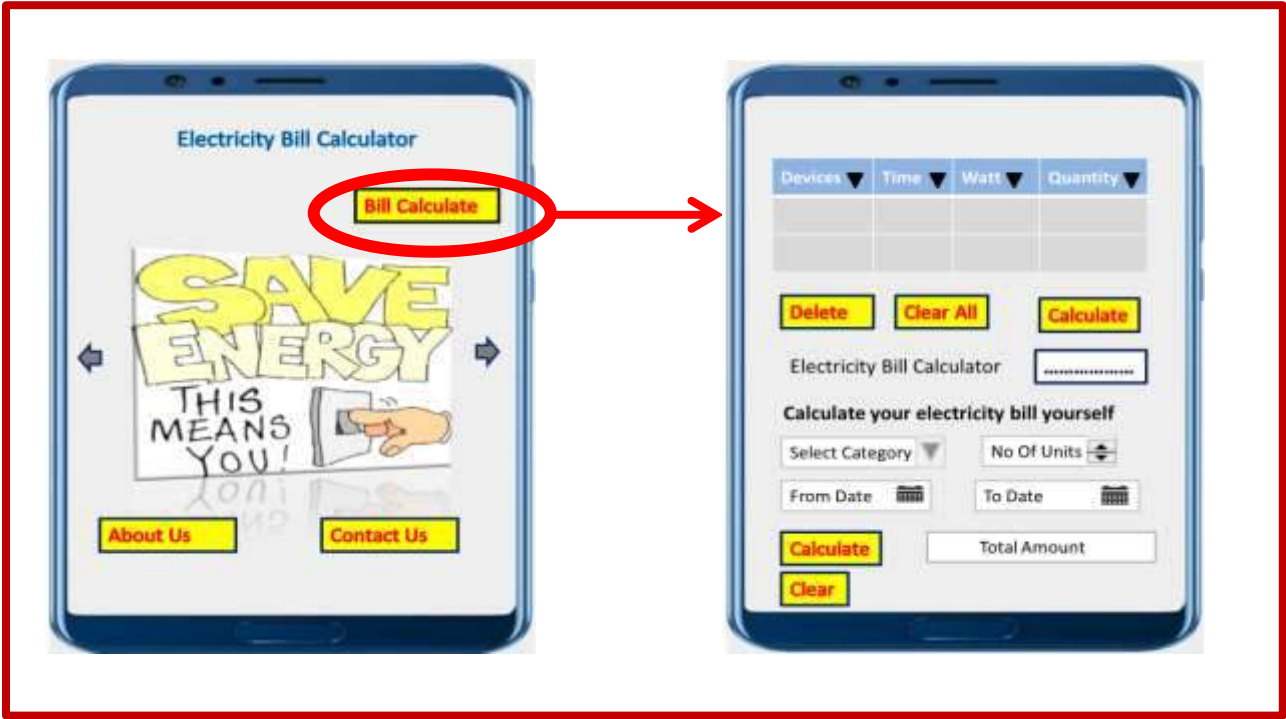 Electricity Bill Calculator
Bill Calculate
SAVE
ENERGY
THIS
MEANS
YOU!
About Us
Contact Us
Devices Time Watt Quantity
Delete Clear All Calculate
Electricity Bill Calculator ...................
Calculate your electricity bill yourself
Select Category No Of Units
From Date To Date
Calculate Total Amount
Clear